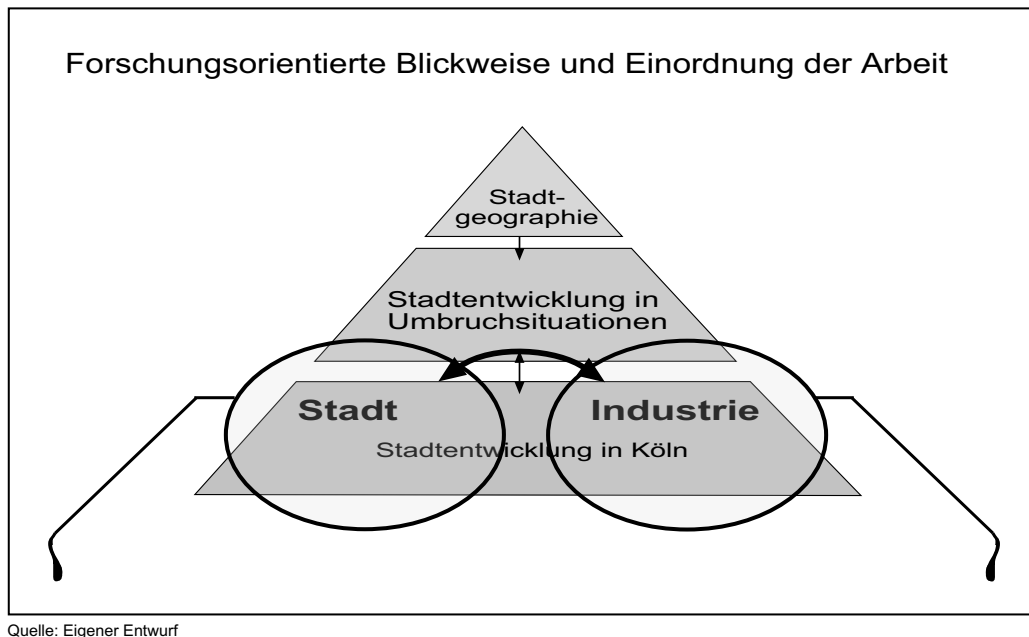 Forschungsorientierte Blickweise und Einordnung der Arbeit
Stadt-
geographie
Stadtentwicklung in
Umbruchsituationen
Stadt
Industrie
Stadtentwicklung in Köln
Quelle: Eigener Entwurf